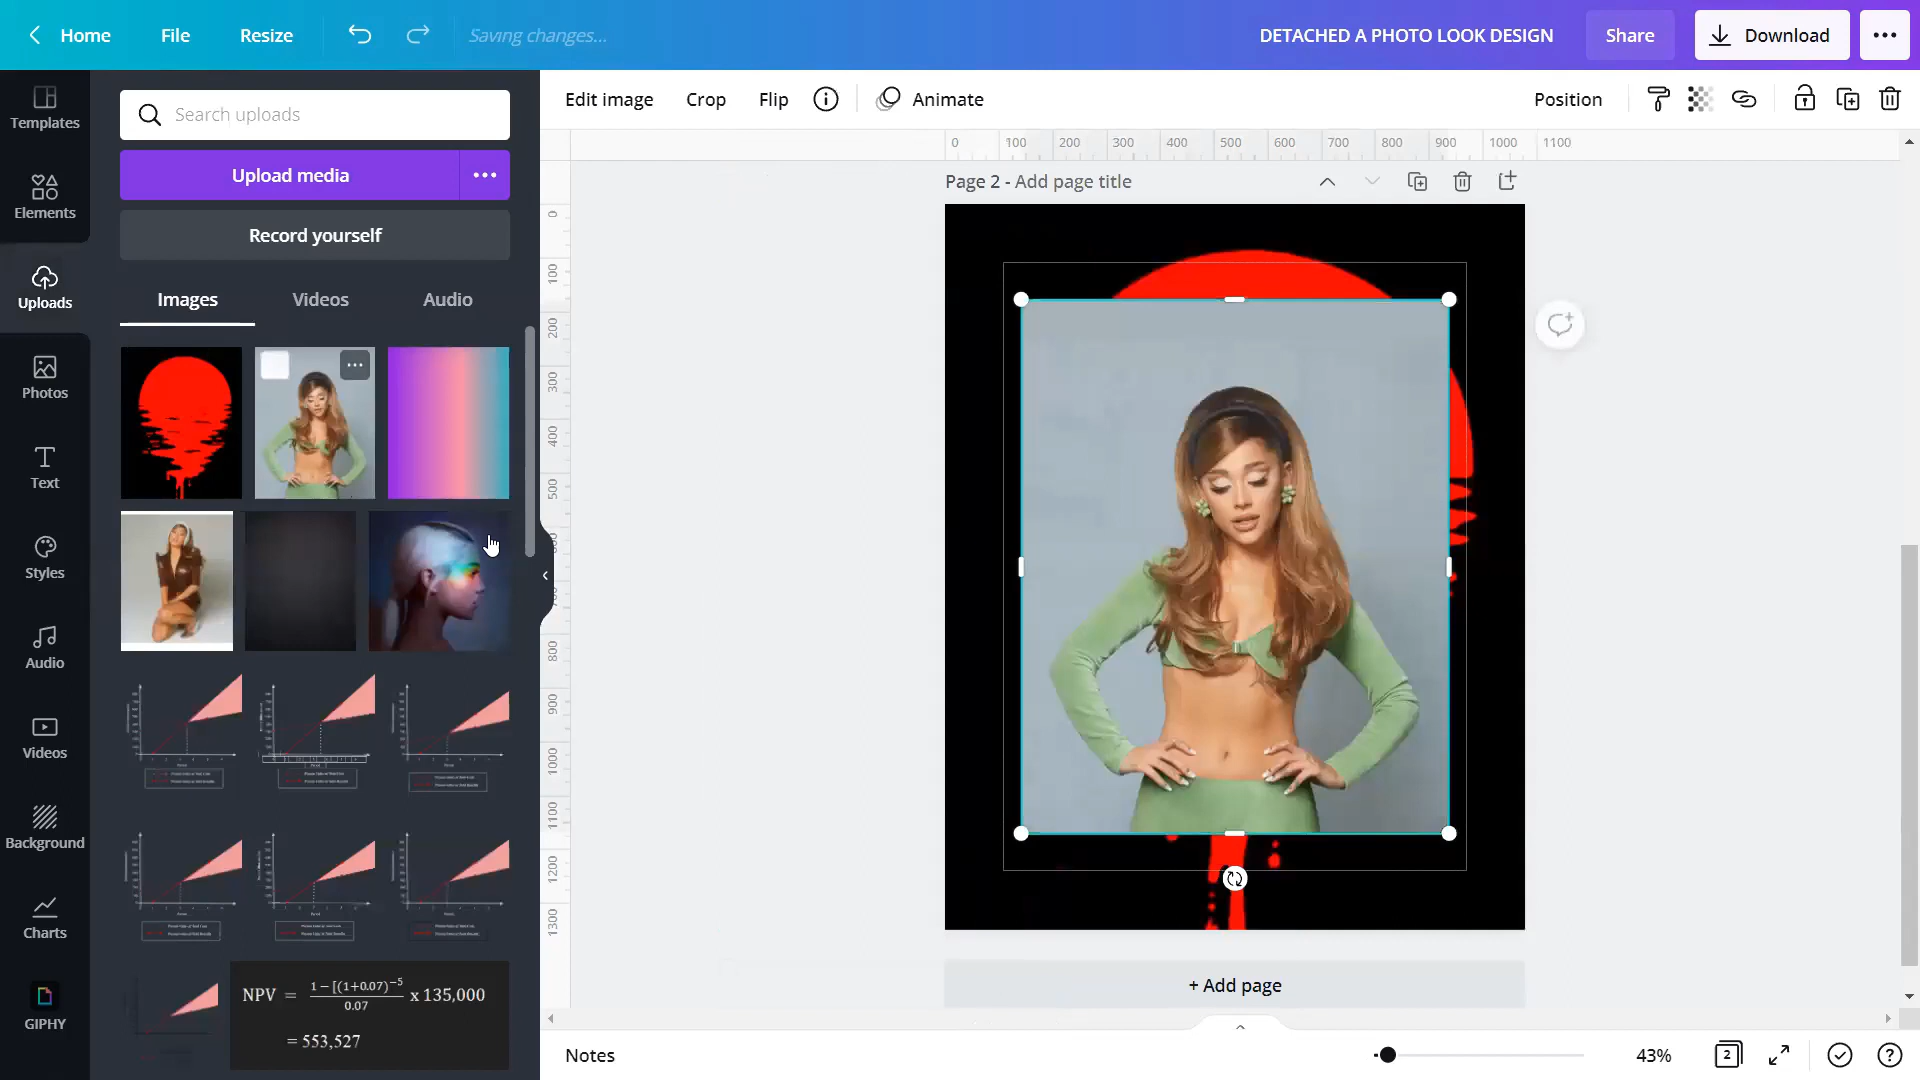 Home
File
Resize
Saving changes...
DETACHED A PHOTO LOOK DESIGN
Share
Download
Templates
Elements
Uploads
Photos
Text
Styles
Audio
Videos
Background
Charts
GIPHY
Search uploads
Upload media
Record yourself
Images
Videos
Audio
NPV = 1−[(1+0.07)⁻⁵ / 0.07 x 135,000
= 553,527
Edit image
Crop
Flip
Animate
Position
0 100 200 300 400 500 600 700 800 900 1000 1100
Page 2 - Add page title
0
100
200
300
400
500
800
900
1000
1100
1200
1300
+ Add page
Notes
43%
2